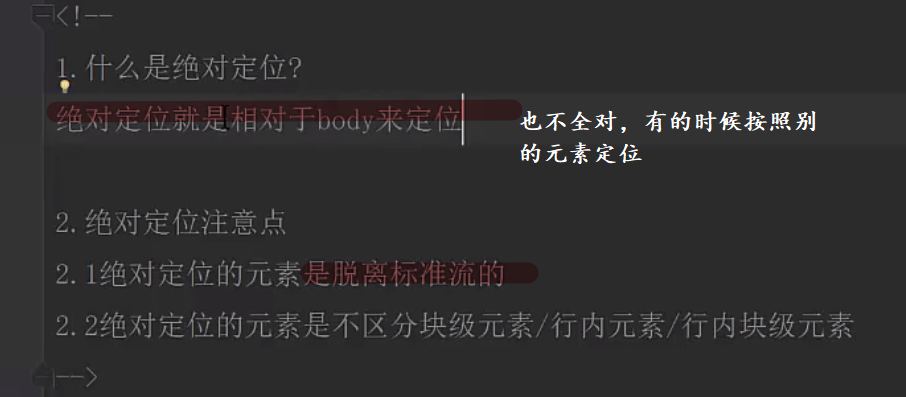 <!--
1.什么是绝对定位?
绝对定位就是相对于body来定位
也不全对，有的时候按照别
的元素定位
2.绝对定位注意点
2.1绝对定位的元素是脱离标准流的
2.2绝对定位的元素是不区分块级元素/行内元素/行内块级元素
-->